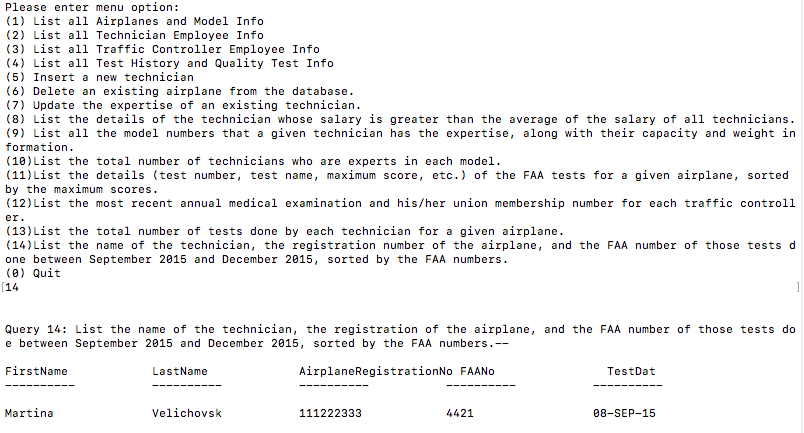 Please enter menu option:
(1) List all Airplanes and Model Info
(2) List all Technician Employee Info
(3) List all Traffic Controller Employee Info
(4) List all Test History and Quality Test Info
(5) Insert a new technician
(6) Delete an existing airplane from the database.
(7) Update the expertise of an existing technician.
(8) List the details of the technician whose salary is greater than the average of the salary of all technicians.
(9) List all the model numbers that a given technician has the expertise, along with their capacity and weight in
formation.
(10)List the total number of technicians who are experts in each model.
(11)List the details (test number, test name, maximum score, etc.) of the FAA tests for a given airplane, sorted
by the maximum scores.
(12)List the most recent annual medical examination and his/her union membership number for each traffic controll
er.
(13)List the total number of tests done by each technician for a given airplane.
(14)List the name of the technician, the registration number of the airplane, and the FAA number of those tests d
one between September 2015 and December 2015, sorted by the FAA numbers.
(0) Quit
[14 ]
Query 14: List the name of the technician, the registration of the airplane, and the FAA number of those tests do
e between September 2015 and December 2015, sorted by the FAA numbers.--
FirstName LastName AirplaneRegistrationNo FAANo TestDat
---------- ---------- ---------- ---------- ----------
Martina Velichovsk 111222333 4421 08-SEP-15